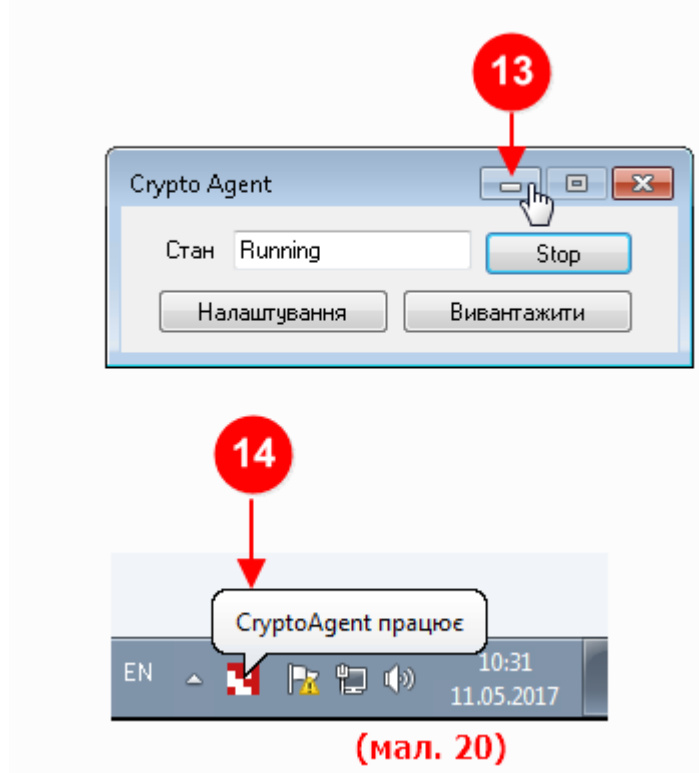 13
Crypto Agent
Стан Running Stop
Налаштування Вивантажити
14
CryptoAgent працює
EN 10:31
11.05.2017
(мал. 20)